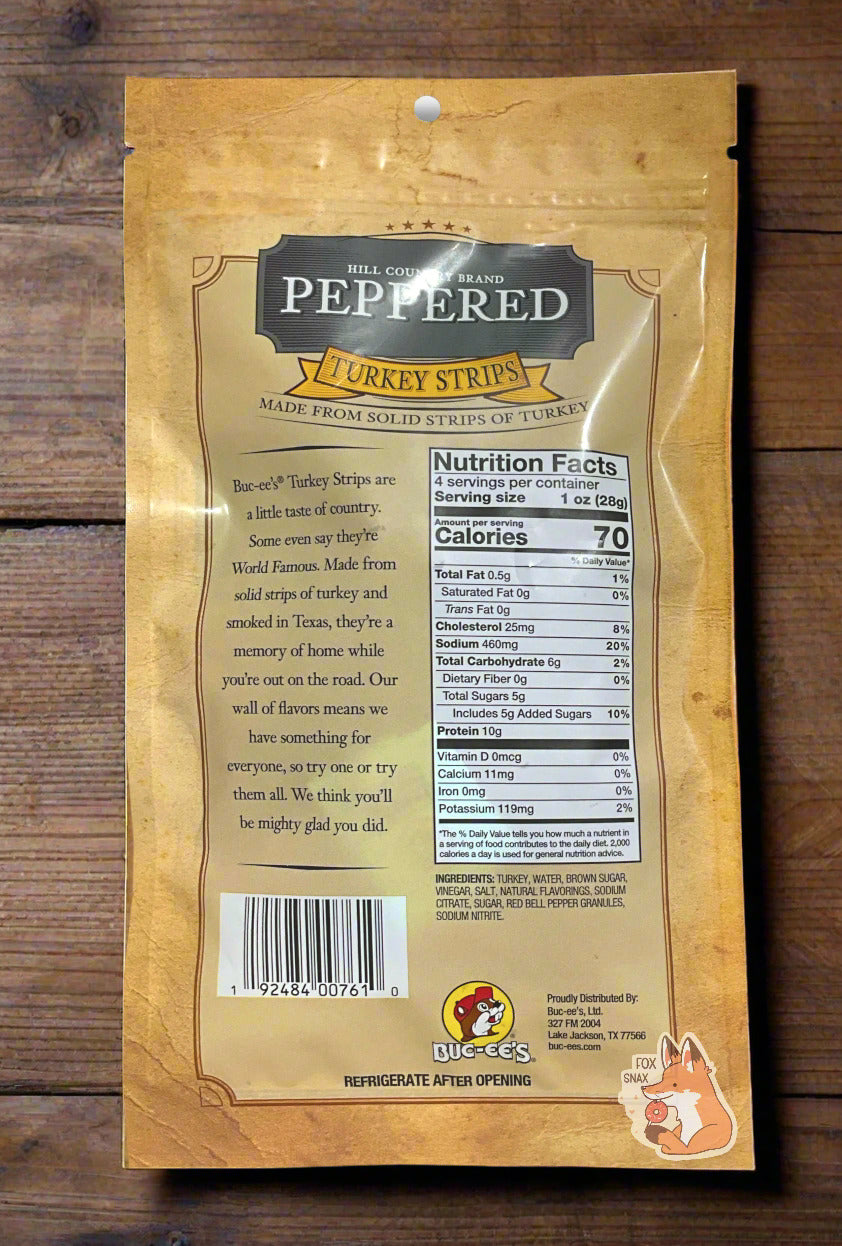 HILL COUNTRY BRAND
PEPPERED
TURKEY STRIPS
MADE FROM SOLID STRIPS OF TURKEY
Buc-ee's® Turkey Strips are
a little taste of country.
Some even say they're
World Famous. Made from
solid strips of turkey and
smoked in Texas, they're a
memory of home while
you're out on the road. Our
wall of flavors means we
have something for
everyone, so try one or try
them all. We think you'll
be mighty glad you did.
Nutrition Facts
4 servings per container
Serving size 1 oz (28g)
Amount per serving
Calories 70
% Daily Value*
Total Fat 0.5g 1%
Saturated Fat 0g 0%
Trans Fat 0g
Cholesterol 25mg 8%
Sodium 460mg 20%
Total Carbohydrate 6g 2%
Dietary Fiber 0g 0%
Total Sugars 5g
Includes 5g Added Sugars 10%
Protein 10g
Vitamin D 0mcg 0%
Calcium 11mg 0%
Iron 0mg 0%
Potassium 119mg 2%
*The % Daily Value tells you how much a nutrient in
a serving of food contributes to the daily diet. 2,000
calories a day is used for general nutrition advice.
INGREDIENTS: TURKEY, WATER, BROWN SUGAR,
VINEGAR, SALT, NATURAL FLAVORINGS, SODIUM
CITRATE, SUGAR, RED BELL PEPPER GRANULES,
SODIUM NITRITE.
1 92484 00761 0
BUC-EE'S®
Proudly Distributed By:
Buc-ee's, Ltd.
327 FM 2004
Lake Jackson, TX 77566
buc-ees.com
REFRIGERATE AFTER OPENING
FOX
SNAX